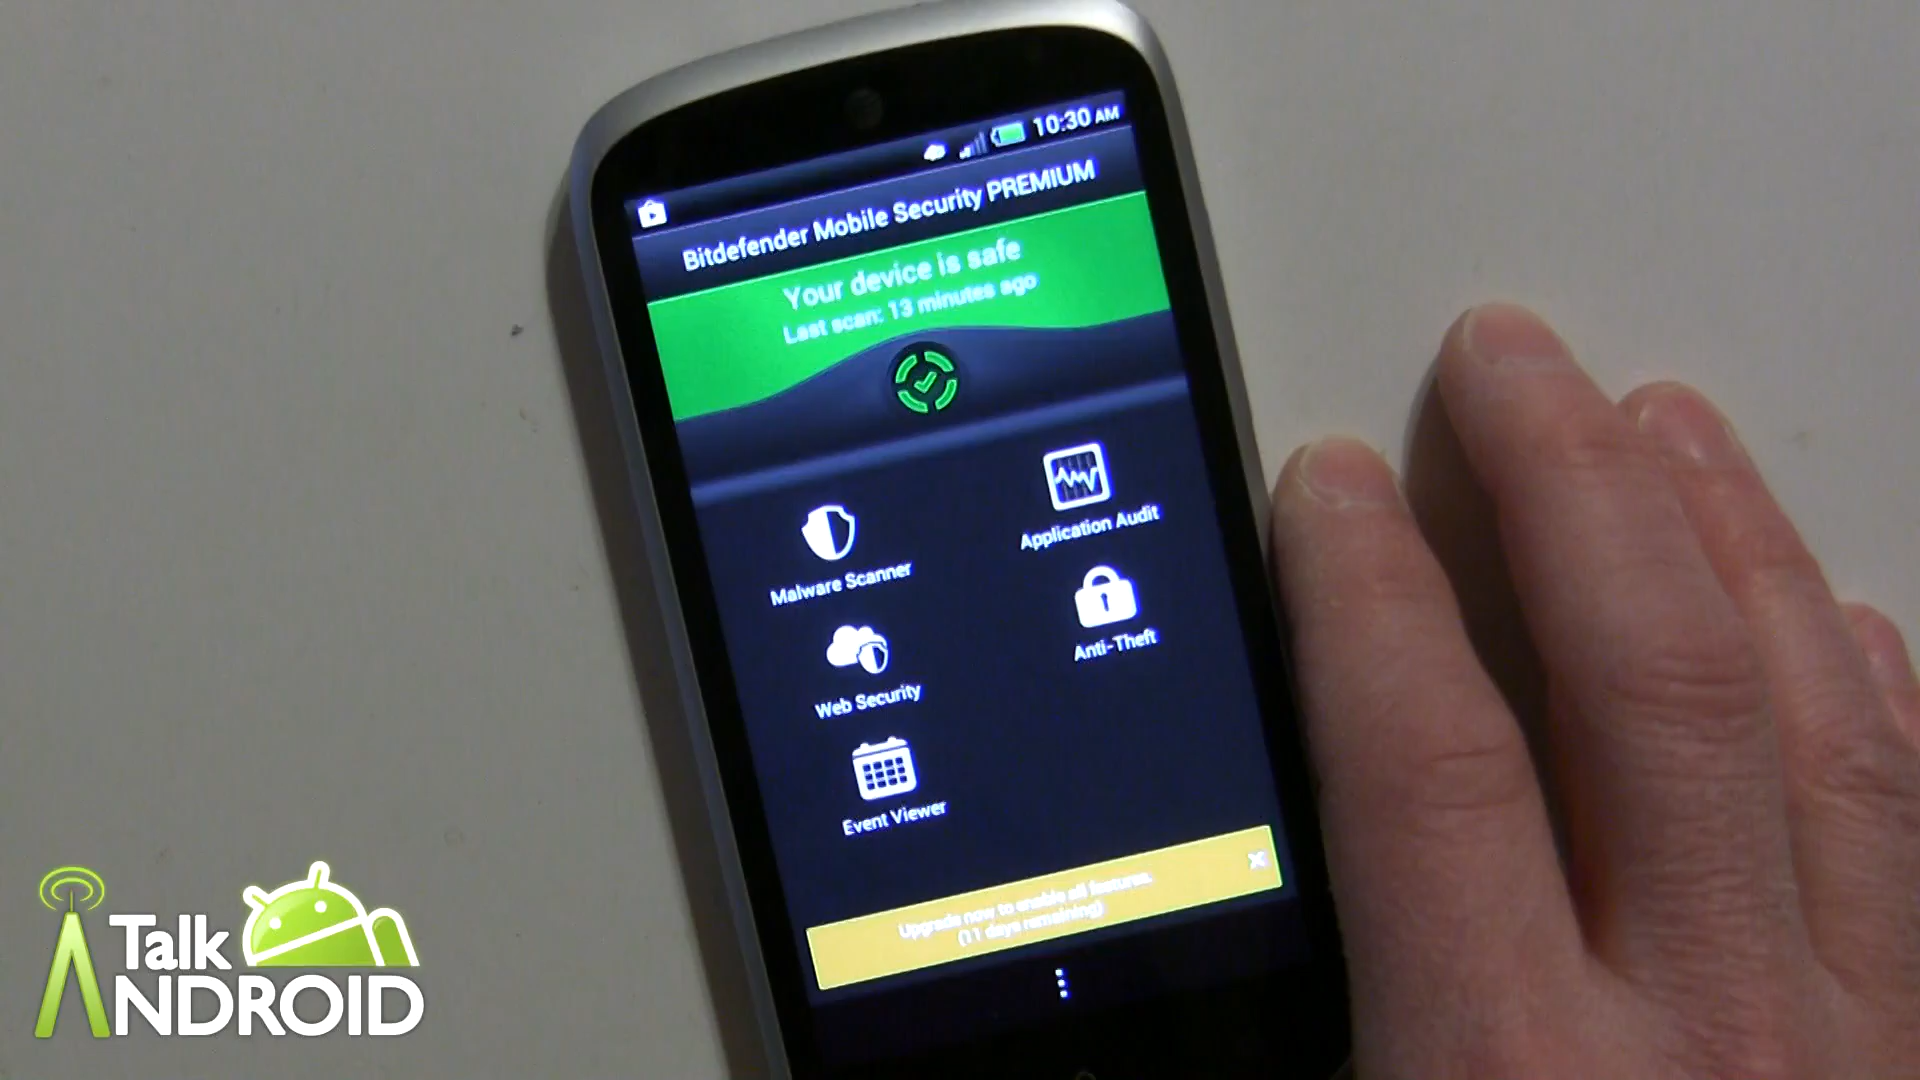 10:30 AM
Bitdefender Mobile Security PREMIUM
Your device is safe
Last scan: 13 minutes ago
Malware Scanner
Application Audit
Web Security
Anti-Theft
Event Viewer
Upgrade now to enable all features.
(11 days remaining)
Talk
ANDROID